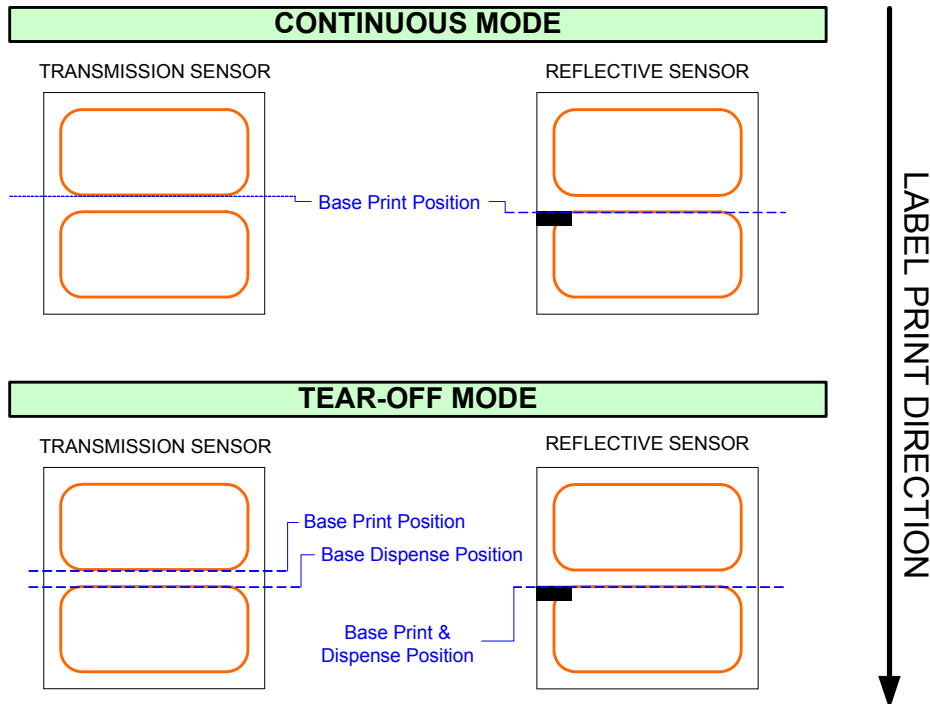 CONTINUOUS MODE
TRANSMISSION SENSOR
REFLECTIVE SENSOR
Base Print Position
TEAR-OFF MODE
TRANSMISSION SENSOR
REFLECTIVE SENSOR
Base Print Position
Base Dispense Position
Base Print &
Dispense Position
LABEL PRINT DIRECTION